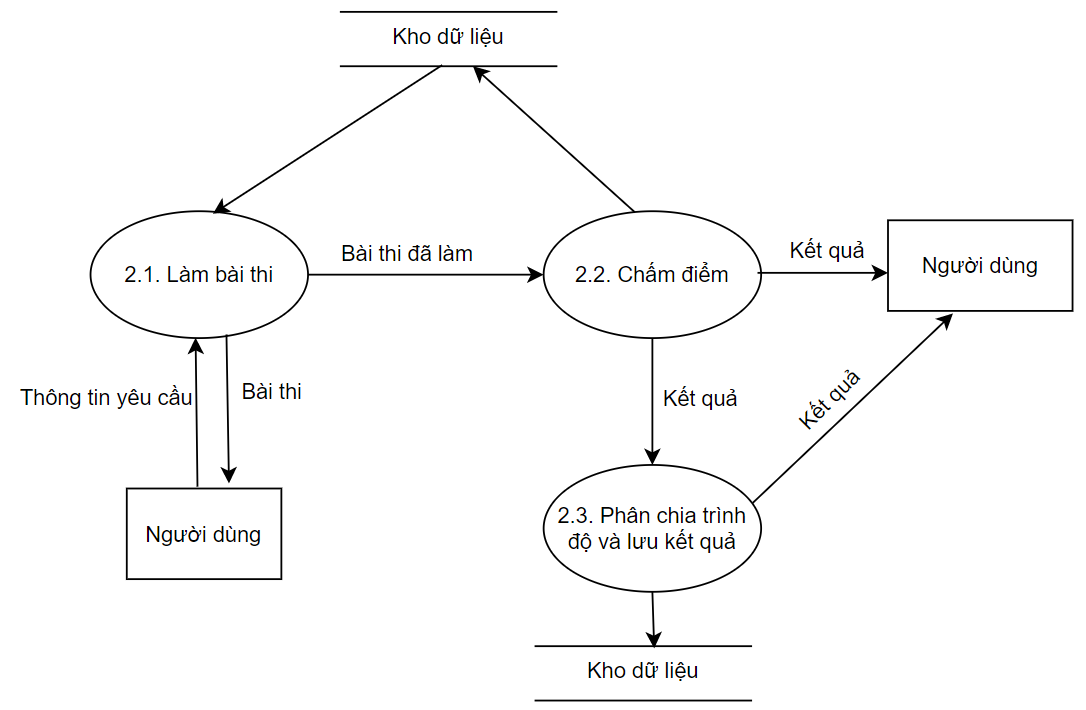 Kho dữ liệu
2.1. Làm bài thi
Bài thi đã làm
2.2. Chấm điểm
Kết quả
Người dùng
Thông tin yêu cầu
Bài thi
Kết quả
Kết quả
Người dùng
2.3. Phân chia trình
độ và lưu kết quả
Kho dữ liệu